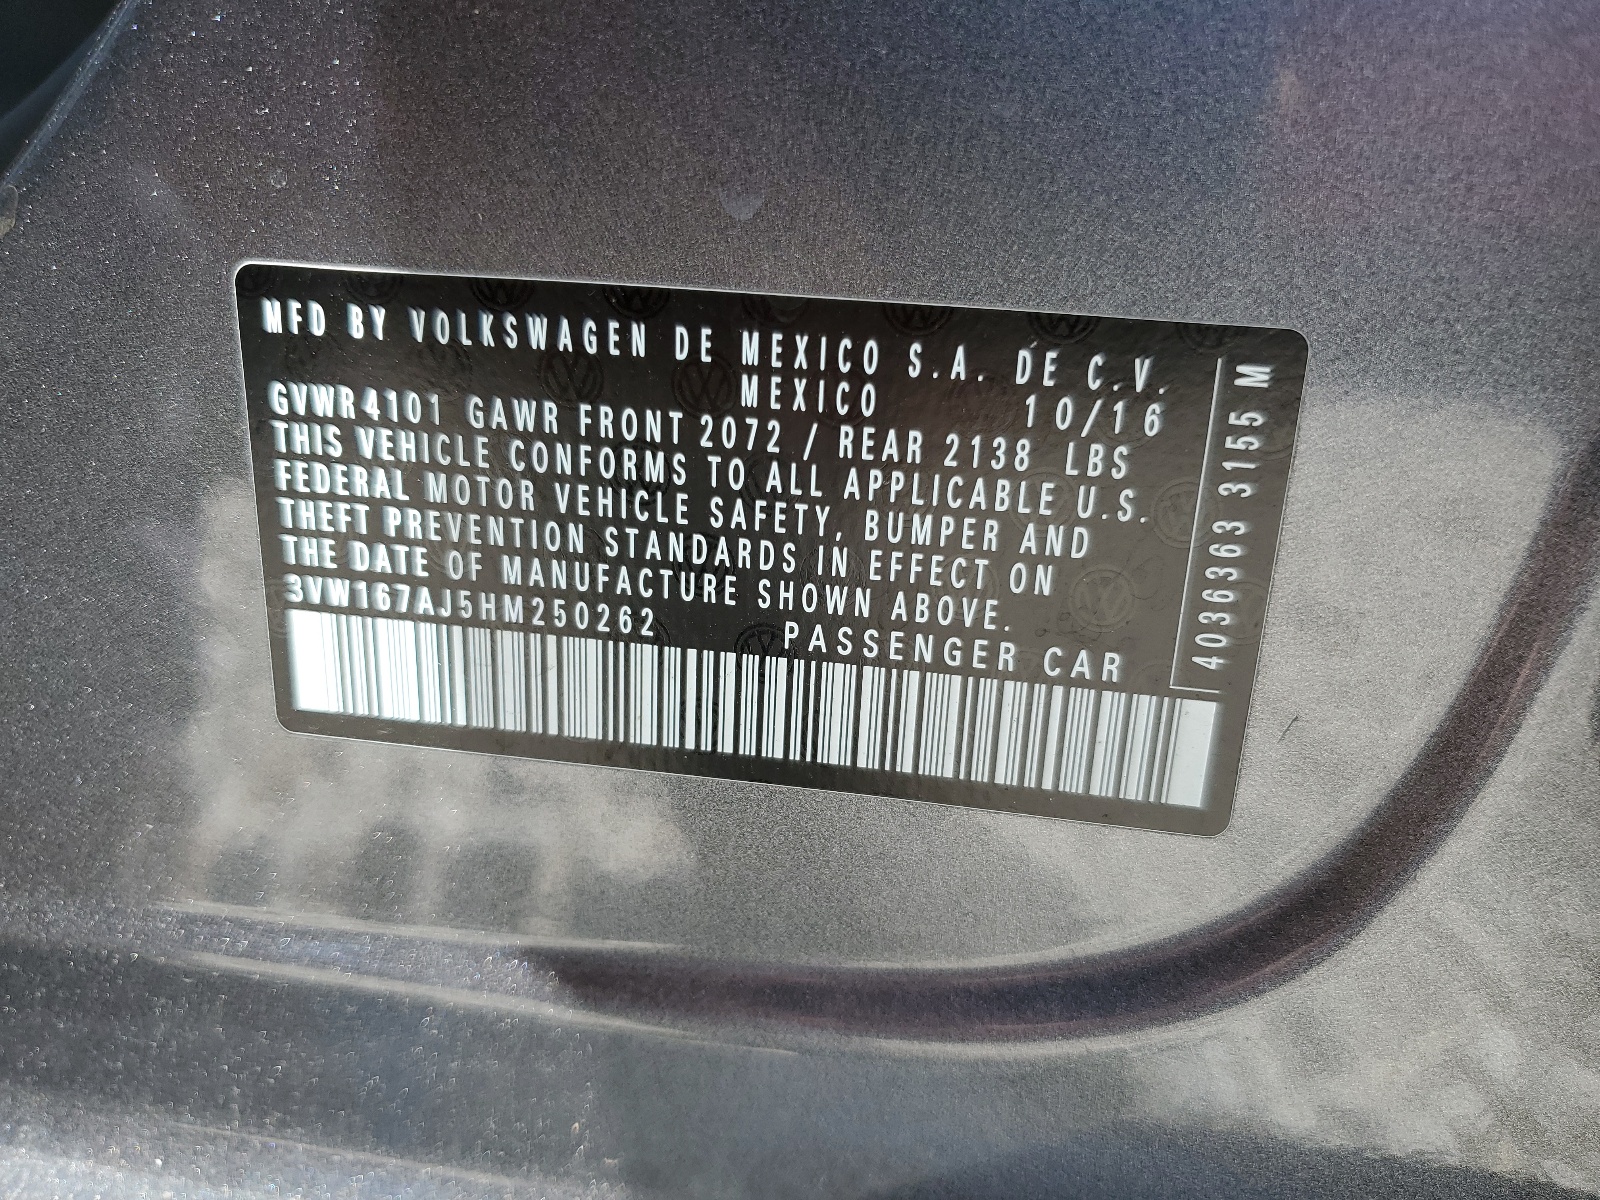 MFD BY VOLKSWAGEN DE MEXICO S.A. DE C.V.
MEXICO 10/16
GVWR 4101 GAWR FRONT 2072 / REAR 2138 LBS
THIS VEHICLE CONFORMS TO ALL APPLICABLE U.S.
FEDERAL MOTOR VEHICLE SAFETY, BUMPER AND
THEFT PREVENTION STANDARDS IN EFFECT ON
THE DATE OF MANUFACTURE SHOWN ABOVE.
3VW167AJ5HM250262 PASSENGER CAR
4036363 3155 M